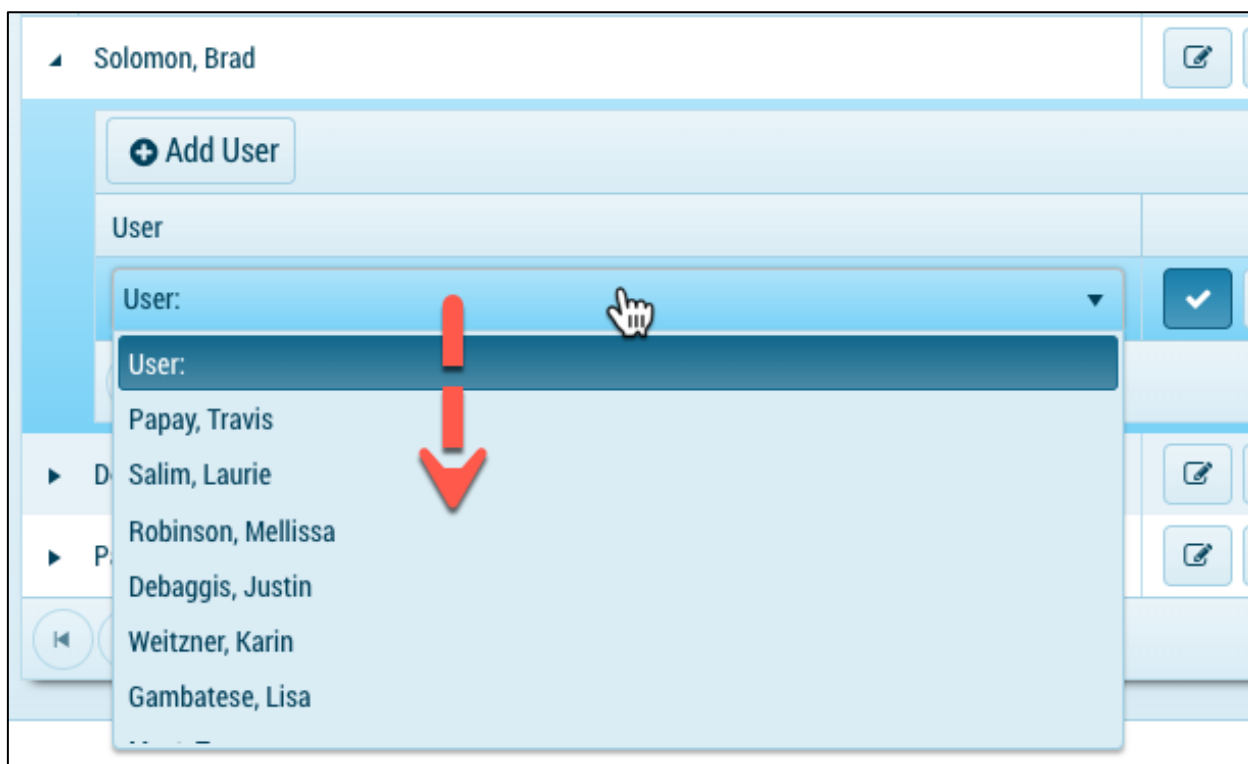 Solomon, Brad
Add User
User
User:
User:
Papay, Travis
Salim, Laurie
Robinson, Mellissa
Debaggis, Justin
Weitzner, Karin
Gambatese, Lisa